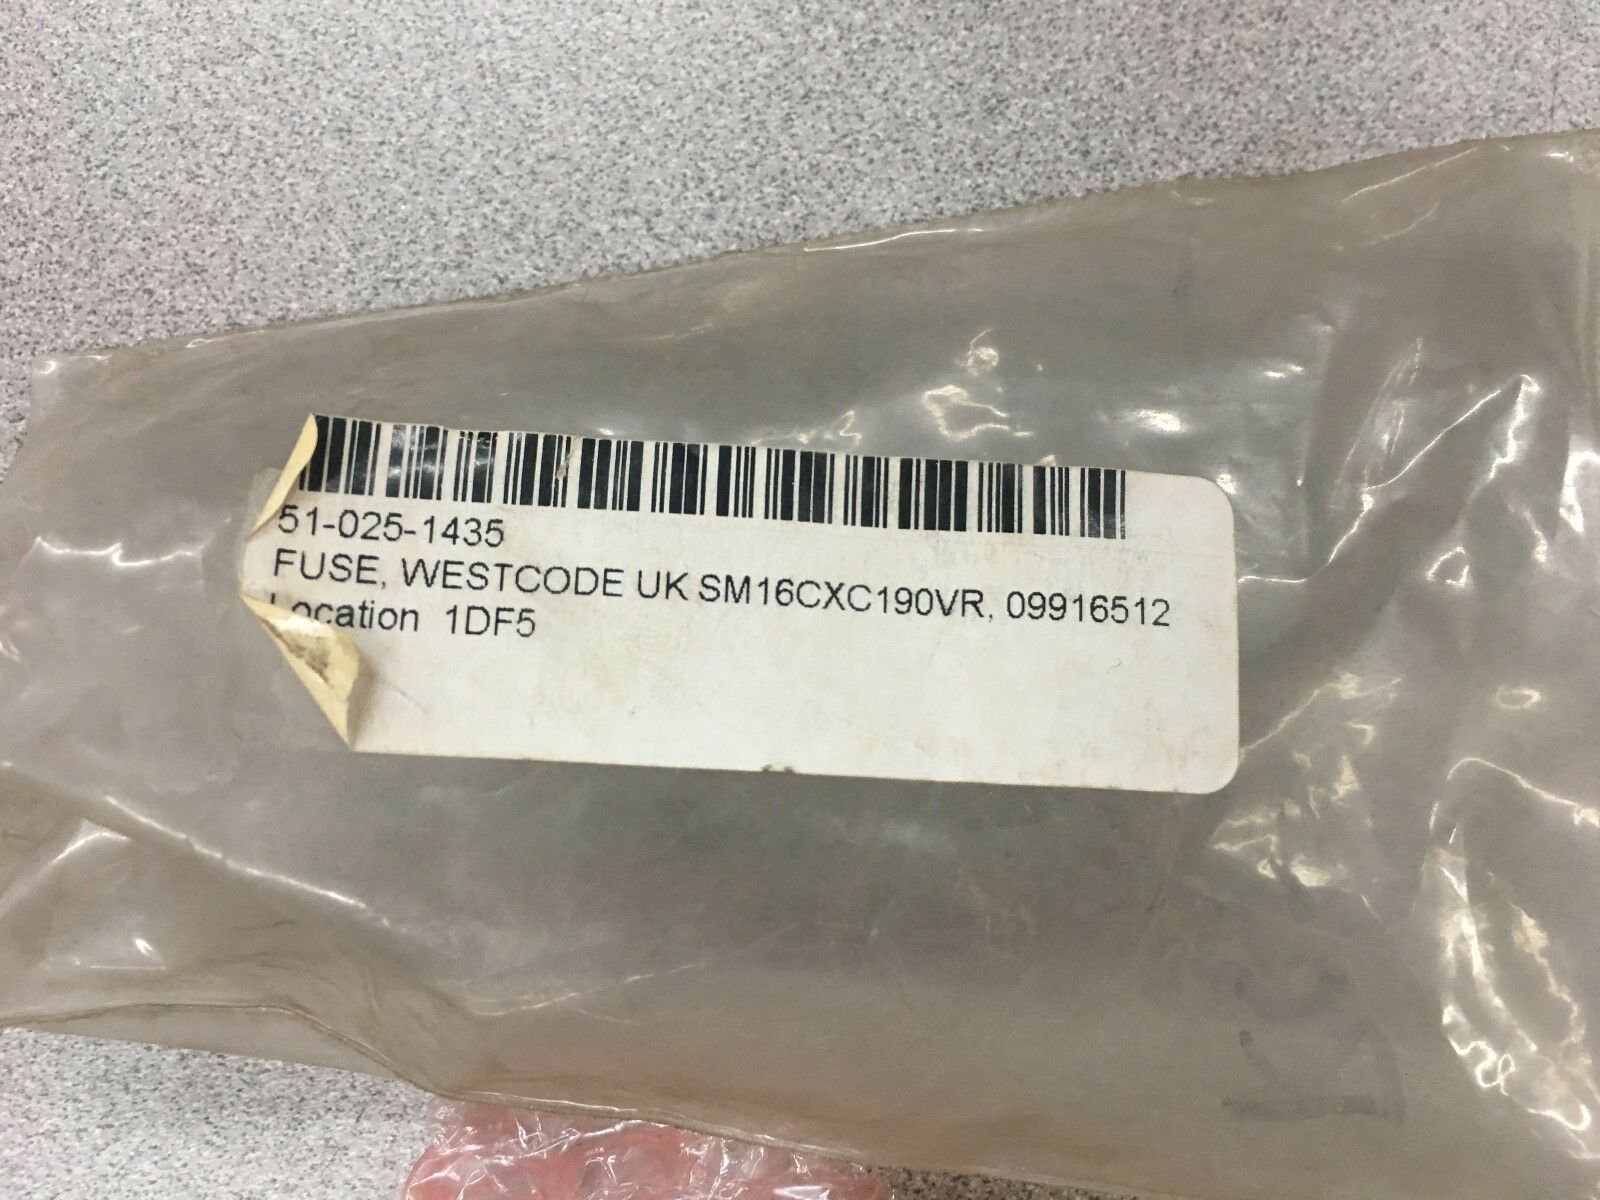 51-025-1435
FUSE, WESTCODE UK SM16CXC190VR, 09916512
Location 1DF5